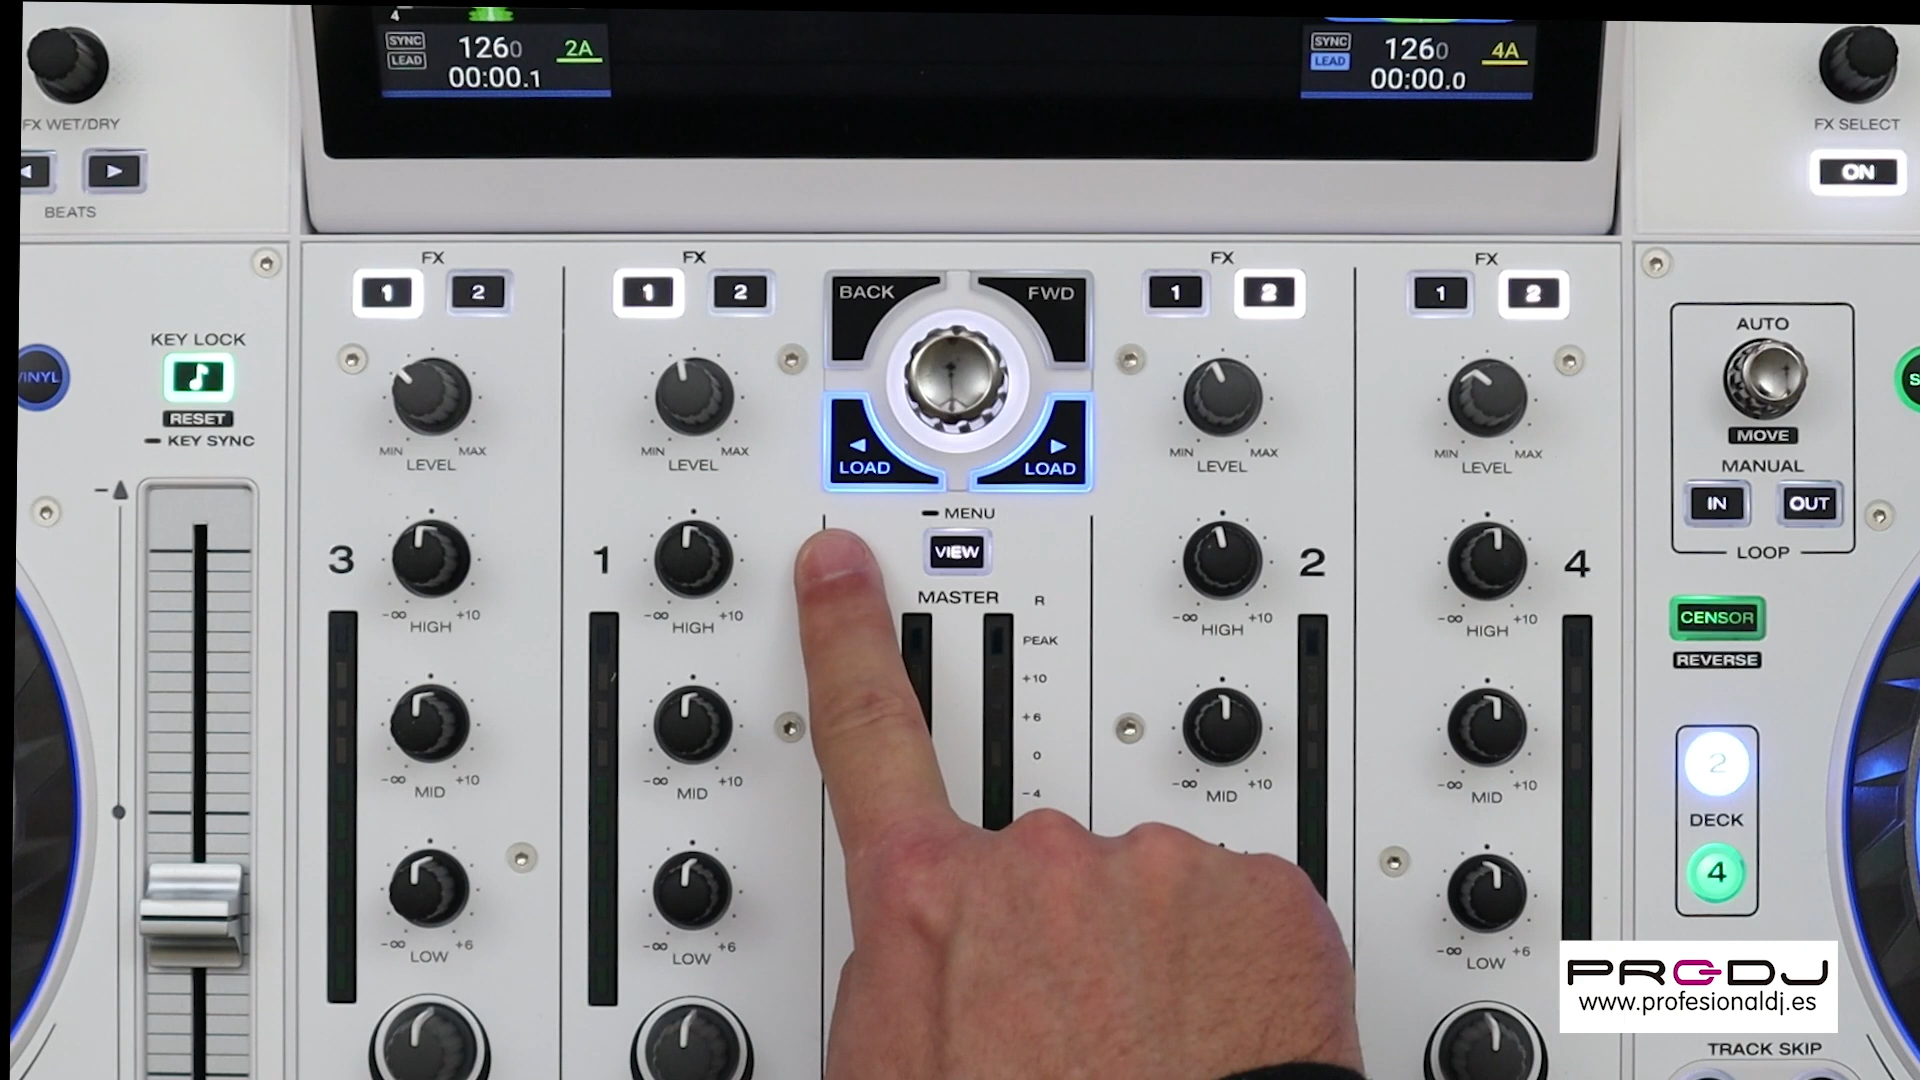 4
SYNC
LEAD
1260
2A
00:00.1
SYNC
LEAD
1260
4A
00:00.0
FX WET/DRY
BEATS
FX SELECT
ON
FX
1 2
FX
1 2
BACK
FWD
LOAD
LOAD
FX
1 2
FX
1 2
VINYL
KEY LOCK
RESET
KEY SYNC
MIN MAX
LEVEL
MIN MAX
LEVEL
MIN MAX
LEVEL
MIN MAX
LEVEL
MENU
VIEW
MASTER
R
PEAK
+10
+6
0
-4
3
-∞ +10
HIGH
1
-∞ +10
HIGH
-∞ +10
HIGH
2
-∞ +10
HIGH
4
-∞ +10
MID
-∞ +10
MID
-∞ +10
MID
-∞ +10
MID
-∞ +6
LOW
-∞ +6
LOW
-∞ +6
LOW
AUTO
MOVE
MANUAL
IN OUT
LOOP
CENSOR
REVERSE
2
DECK
4
PRODJ
www.profesionaldj.es
TRACK SKIP